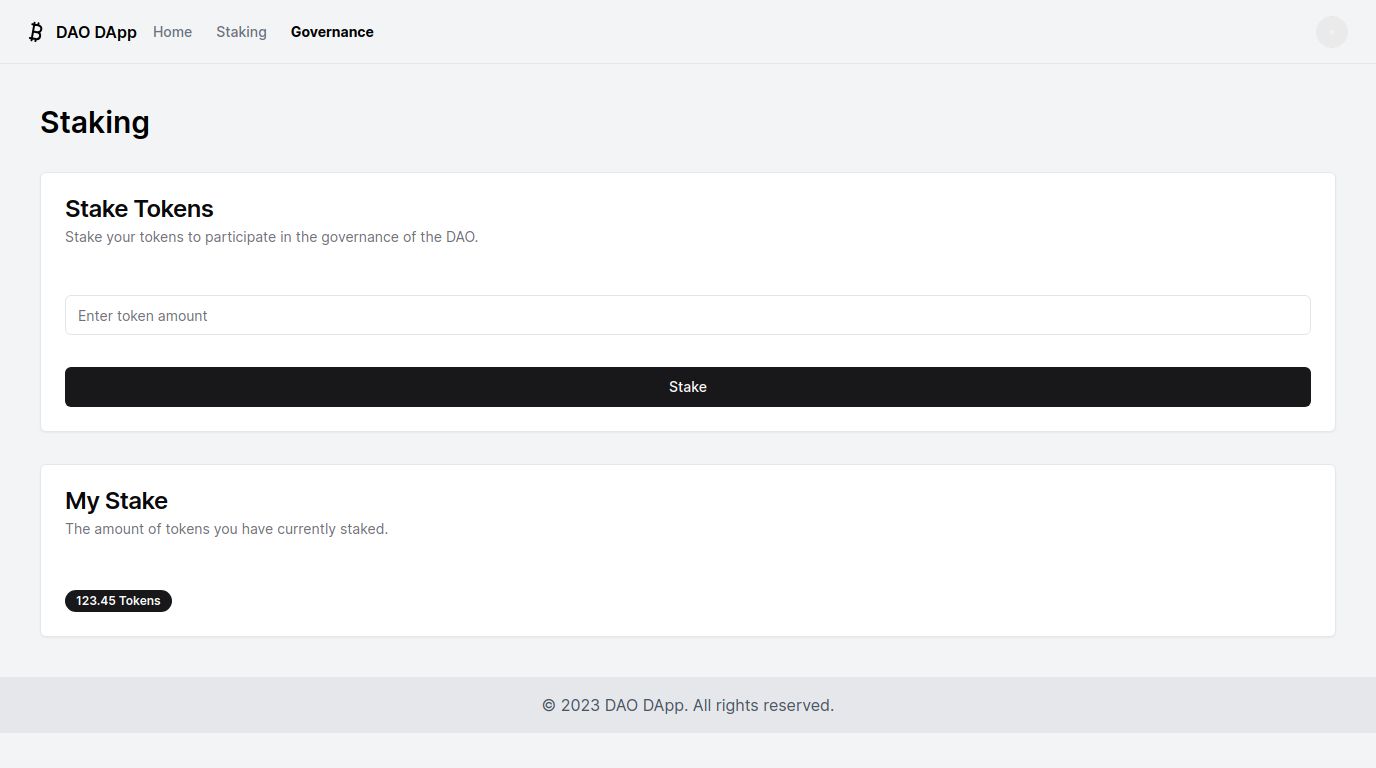 DAO DApp Home Staking Governance
Staking
Stake Tokens
Stake your tokens to participate in the governance of the DAO.
Enter token amount
Stake
My Stake
The amount of tokens you have currently staked.
123.45 Tokens
© 2023 DAO DApp. All rights reserved.